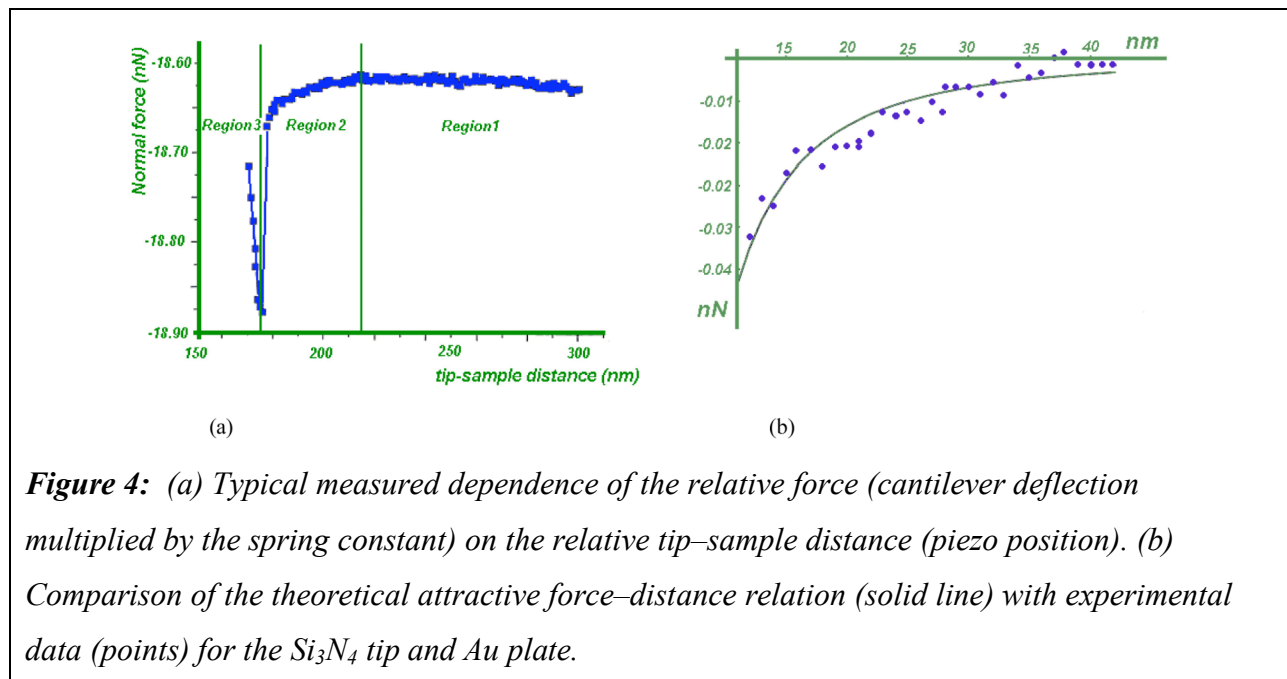 Normal force (nN)
-18.60
-18.70
-18.80
-18.90
Region 3
Region 2
Region1
150
200
250
300
tip-sample distance (nm)
(a)
15
20
25
30
35
40
nm
-0.01
-0.02
-0.03
-0.04
nN
(b)
Figure 4: (a) Typical measured dependence of the relative force (cantilever deflection
multiplied by the spring constant) on the relative tip–sample distance (piezo position). (b)
Comparison of the theoretical attractive force–distance relation (solid line) with experimental
data (points) for the Si₃N₄ tip and Au plate.